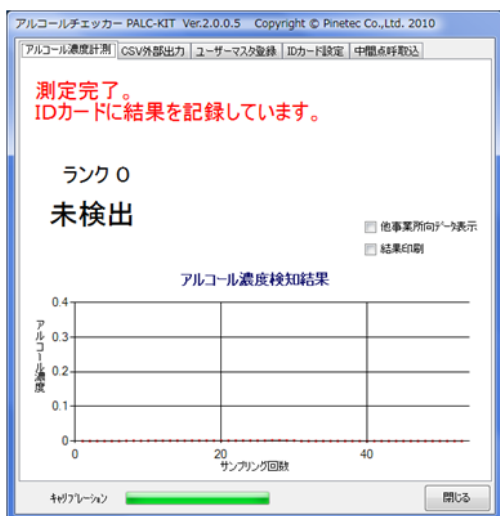 アルコールチェッカー PALC-KIT Ver.2.0.0.5 Copyright © Pinetec Co.,Ltd. 2010
アルコール濃度計測 CSV外部出力 ユーザーマスタ登録 IDカード設定 中間点呼取込
測定完了。
IDカードに結果を記録しています。
ランク 0
未検出
他事業所向データ表示
結果印刷
アルコール濃度検知結果
アルコール濃度
0.4
0.3
0.2
0.1
0
0 20 40
サンプリング回数
キャリブレーション
閉じる